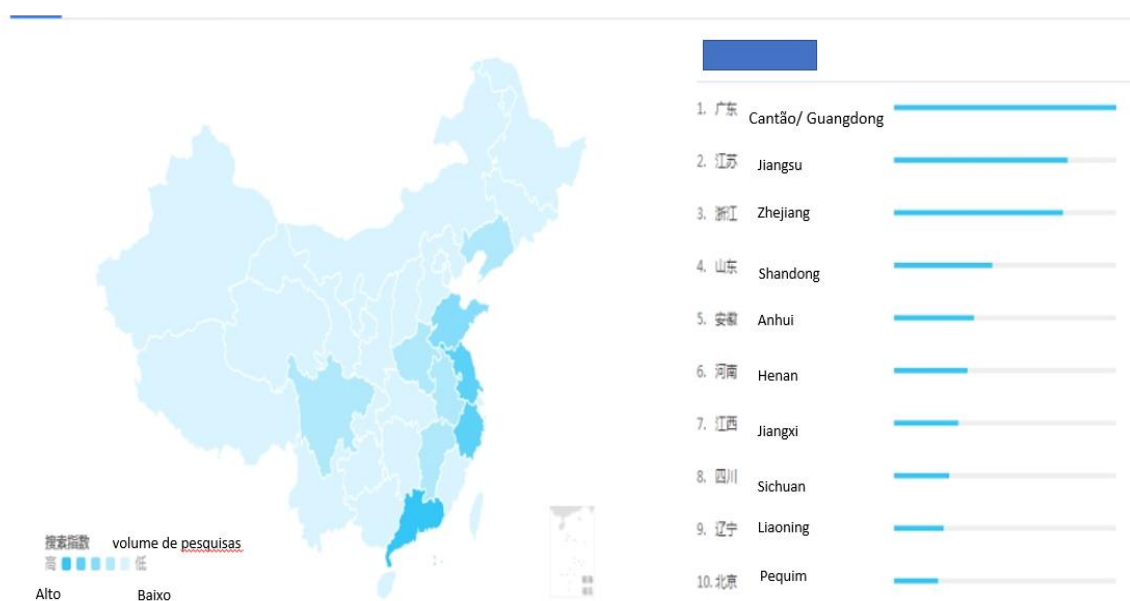 1. 广东 Cantão/ Guangdong
2. 江苏 Jiangsu
3. 浙江 Zhejiang
4. 山东 Shandong
5. 安徽 Anhui
6. 河南 Henan
7. 江西 Jiangxi
8. 四川 Sichuan
9. 辽宁 Liaoning
10. 北京 Pequim
搜索指数 volume de pesquisas
高 低
Alto Baixo